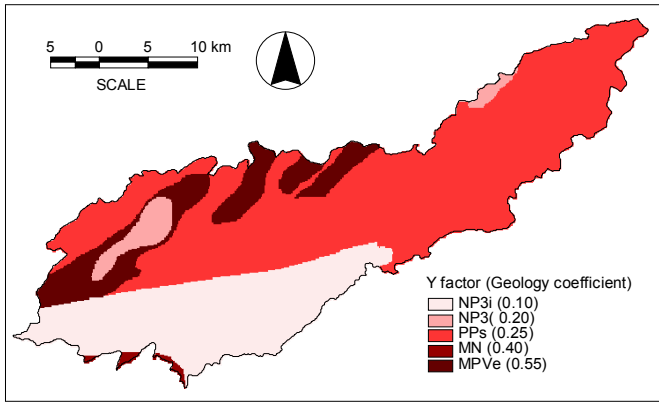 5 0 5 10 km
SCALE
Y factor (Geology coefficient)
NP3i (0.10)
NP3( 0.20)
PPs (0.25)
MN (0.40)
MPVe (0.55)